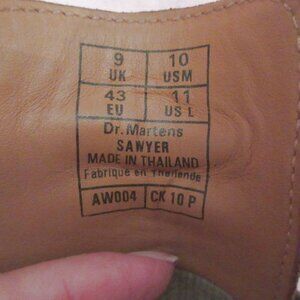 9 10
UK USM
43 11
EU US L
Dr. Martens
SAWYER
MADE IN THAILAND
Fabriqué en Thaïlande
AW004 CK 10 P